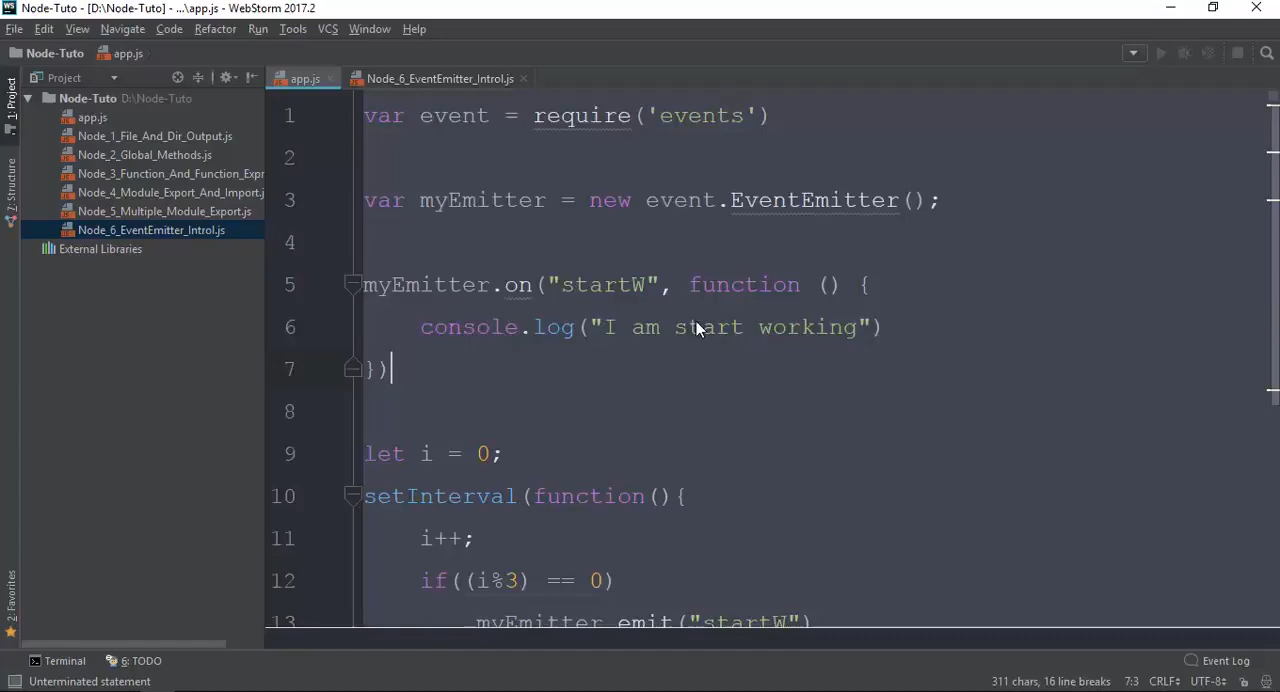 WS Node-Tuto - [D:\Node-Tuto] - ...\app.js - WebStorm 2017.2
File Edit View Navigate Code Refactor Run Tools VCS Window Help
Node-Tuto app.js
Project app.js Node_6_EventEmitter_Introl.js
1: Project
Node-Tuto D:\Node-Tuto
app.js
Node_1_File_And_Dir_Output.js
Node_2_Global_Methods.js
Node_3_Function_And_Function_Expr
Node_4_Module_Export_And_Import.j
Node_5_Multiple_Module_Export.js
Node_6_EventEmitter_Introl.js
External Libraries
Z: Structure
2: Favorites
1 var event = require('events')
2
3 var myEmitter = new event.EventEmitter();
4
5 myEmitter.on("startW", function () {
6 console.log("I am start working")
7 })
8
9 let i = 0;
10 setInterval(function(){
11 i++;
12 if((i%3) == 0)
13 myEmitter.emit("startW")
Terminal 6: TODO Event Log
Unterminated statement 311 chars, 16 line breaks 7:3 CRLF UTF-8